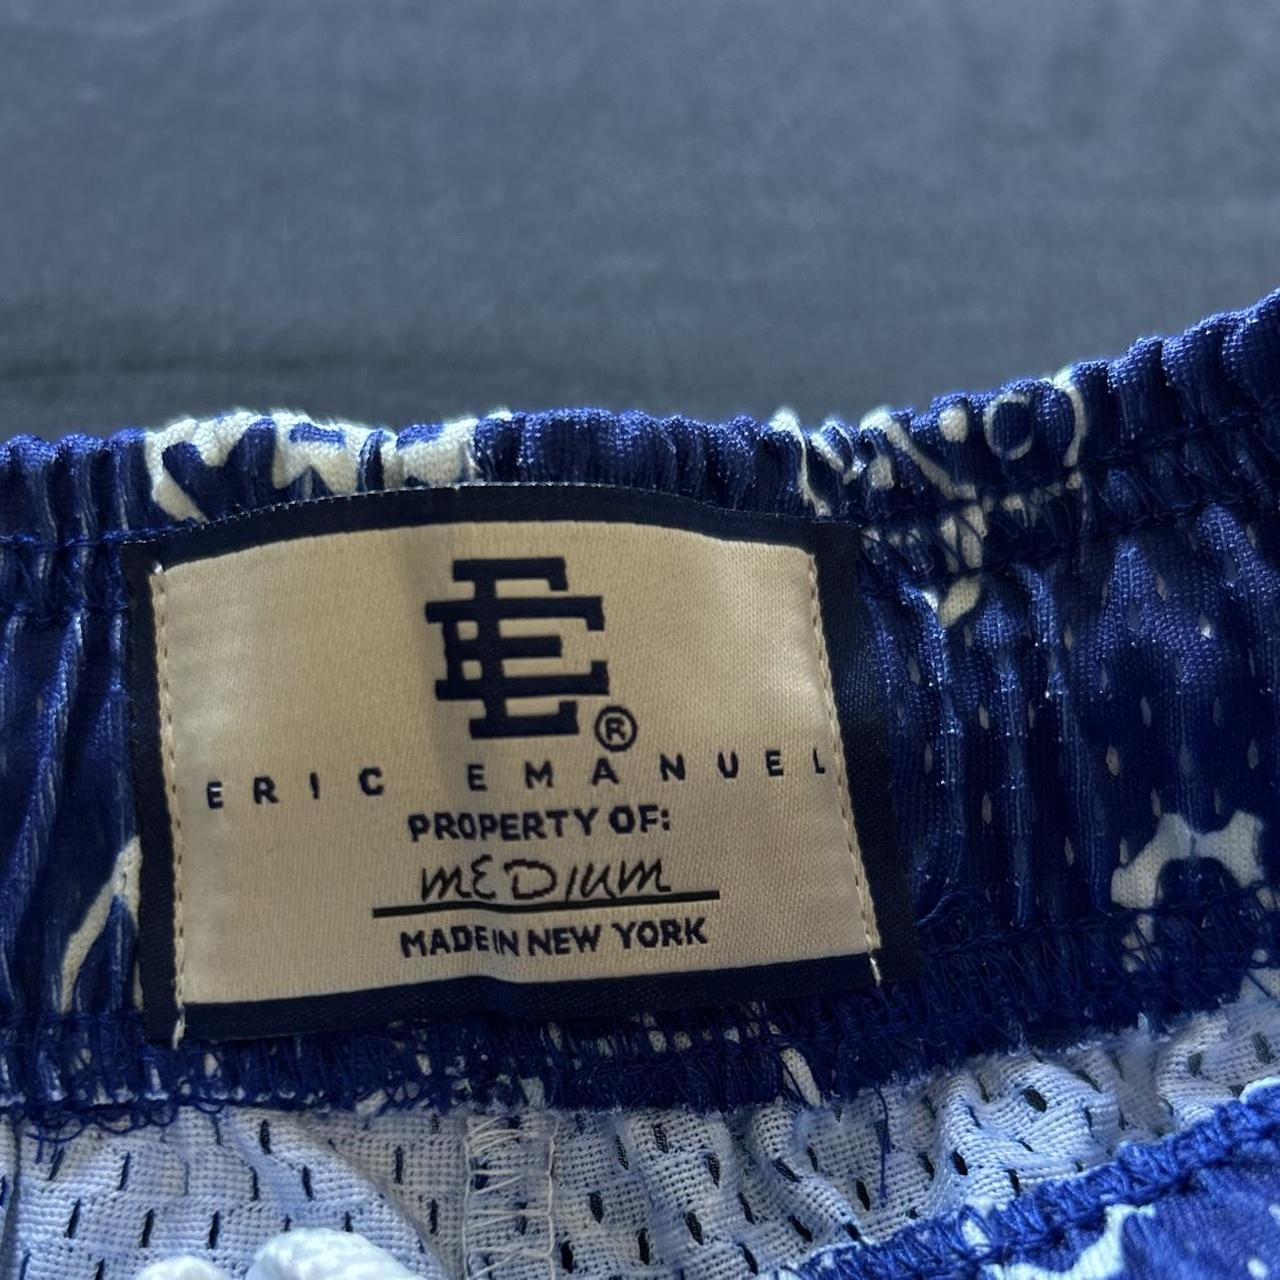 EE®
ERIC EMANUEL
PROPERTY OF:
MEDIUM
MADE IN NEW YORK